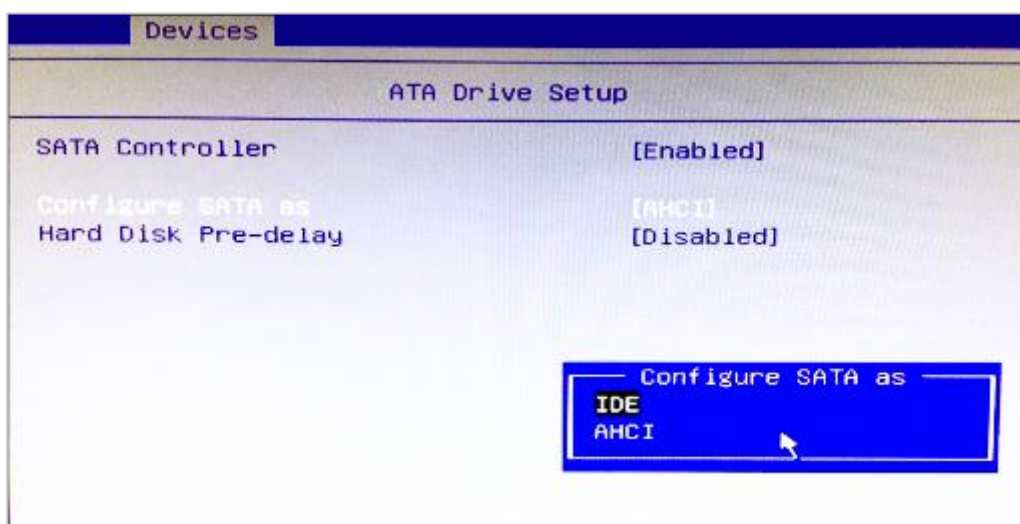 Devices
ATA Drive Setup
SATA Controller [Enabled]
Configure SATA as [AHCI]
Hard Disk Pre-delay [Disabled]
Configure SATA as
IDE
AHCI